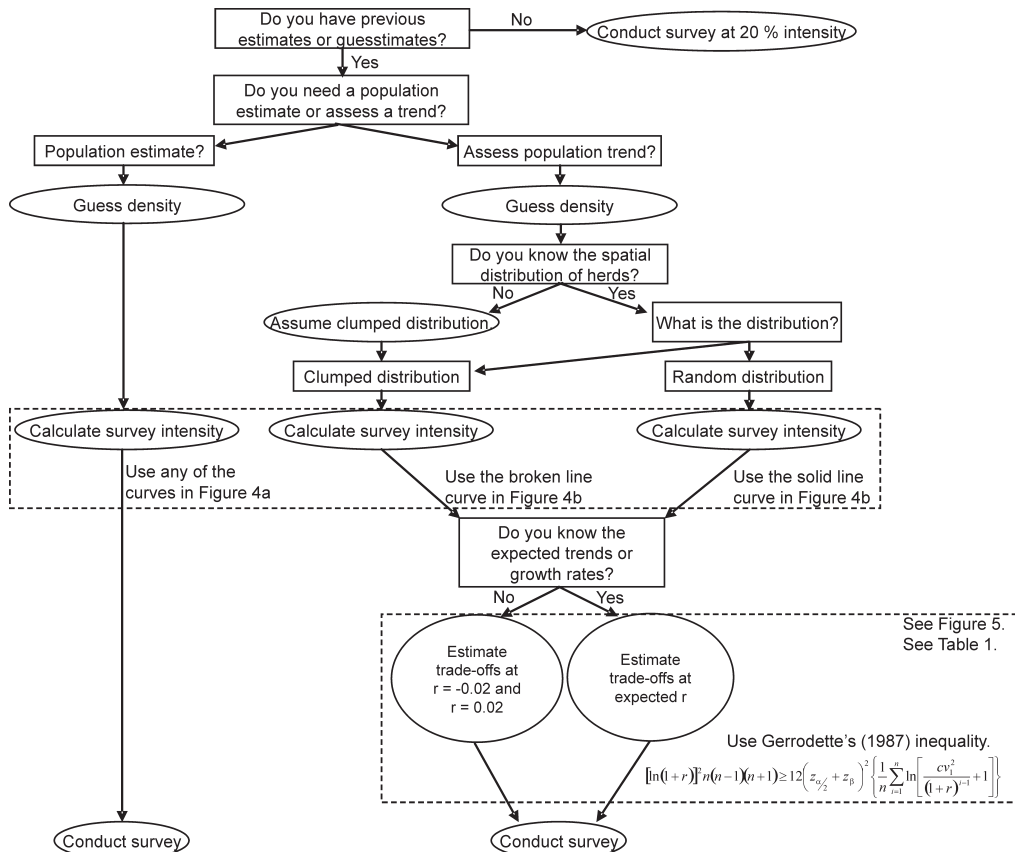 Do you have previous
estimates or guesstimates?
No
Conduct survey at 20 % intensity
Yes
Do you need a population
estimate or assess a trend?
Population estimate?
Assess population trend?
Guess density
Guess density
Do you know the spatial
distribution of herds?
No
Yes
Assume clumped distribution
What is the distribution?
Clumped distribution
Random distribution
Calculate survey intensity
Calculate survey intensity
Calculate survey intensity
Use any of the
curves in Figure 4a
Use the broken line
curve in Figure 4b
Use the solid line
curve in Figure 4b
Do you know the
expected trends or
growth rates?
No
Yes
See Figure 5.
See Table 1.
Estimate
trade-offs at
r = -0.02 and
r = 0.02
Estimate
trade-offs at
expected r
Use Gerrodette's (1987) inequality.
[ln(1+r)]² n(n−1)(n+1) ≥ 12(z_{α/2} + z_β)² {1/n ∑_{i=1}^{n} ln[cv₁²/(1+r)^{i−1} + 1]}
Conduct survey
Conduct survey